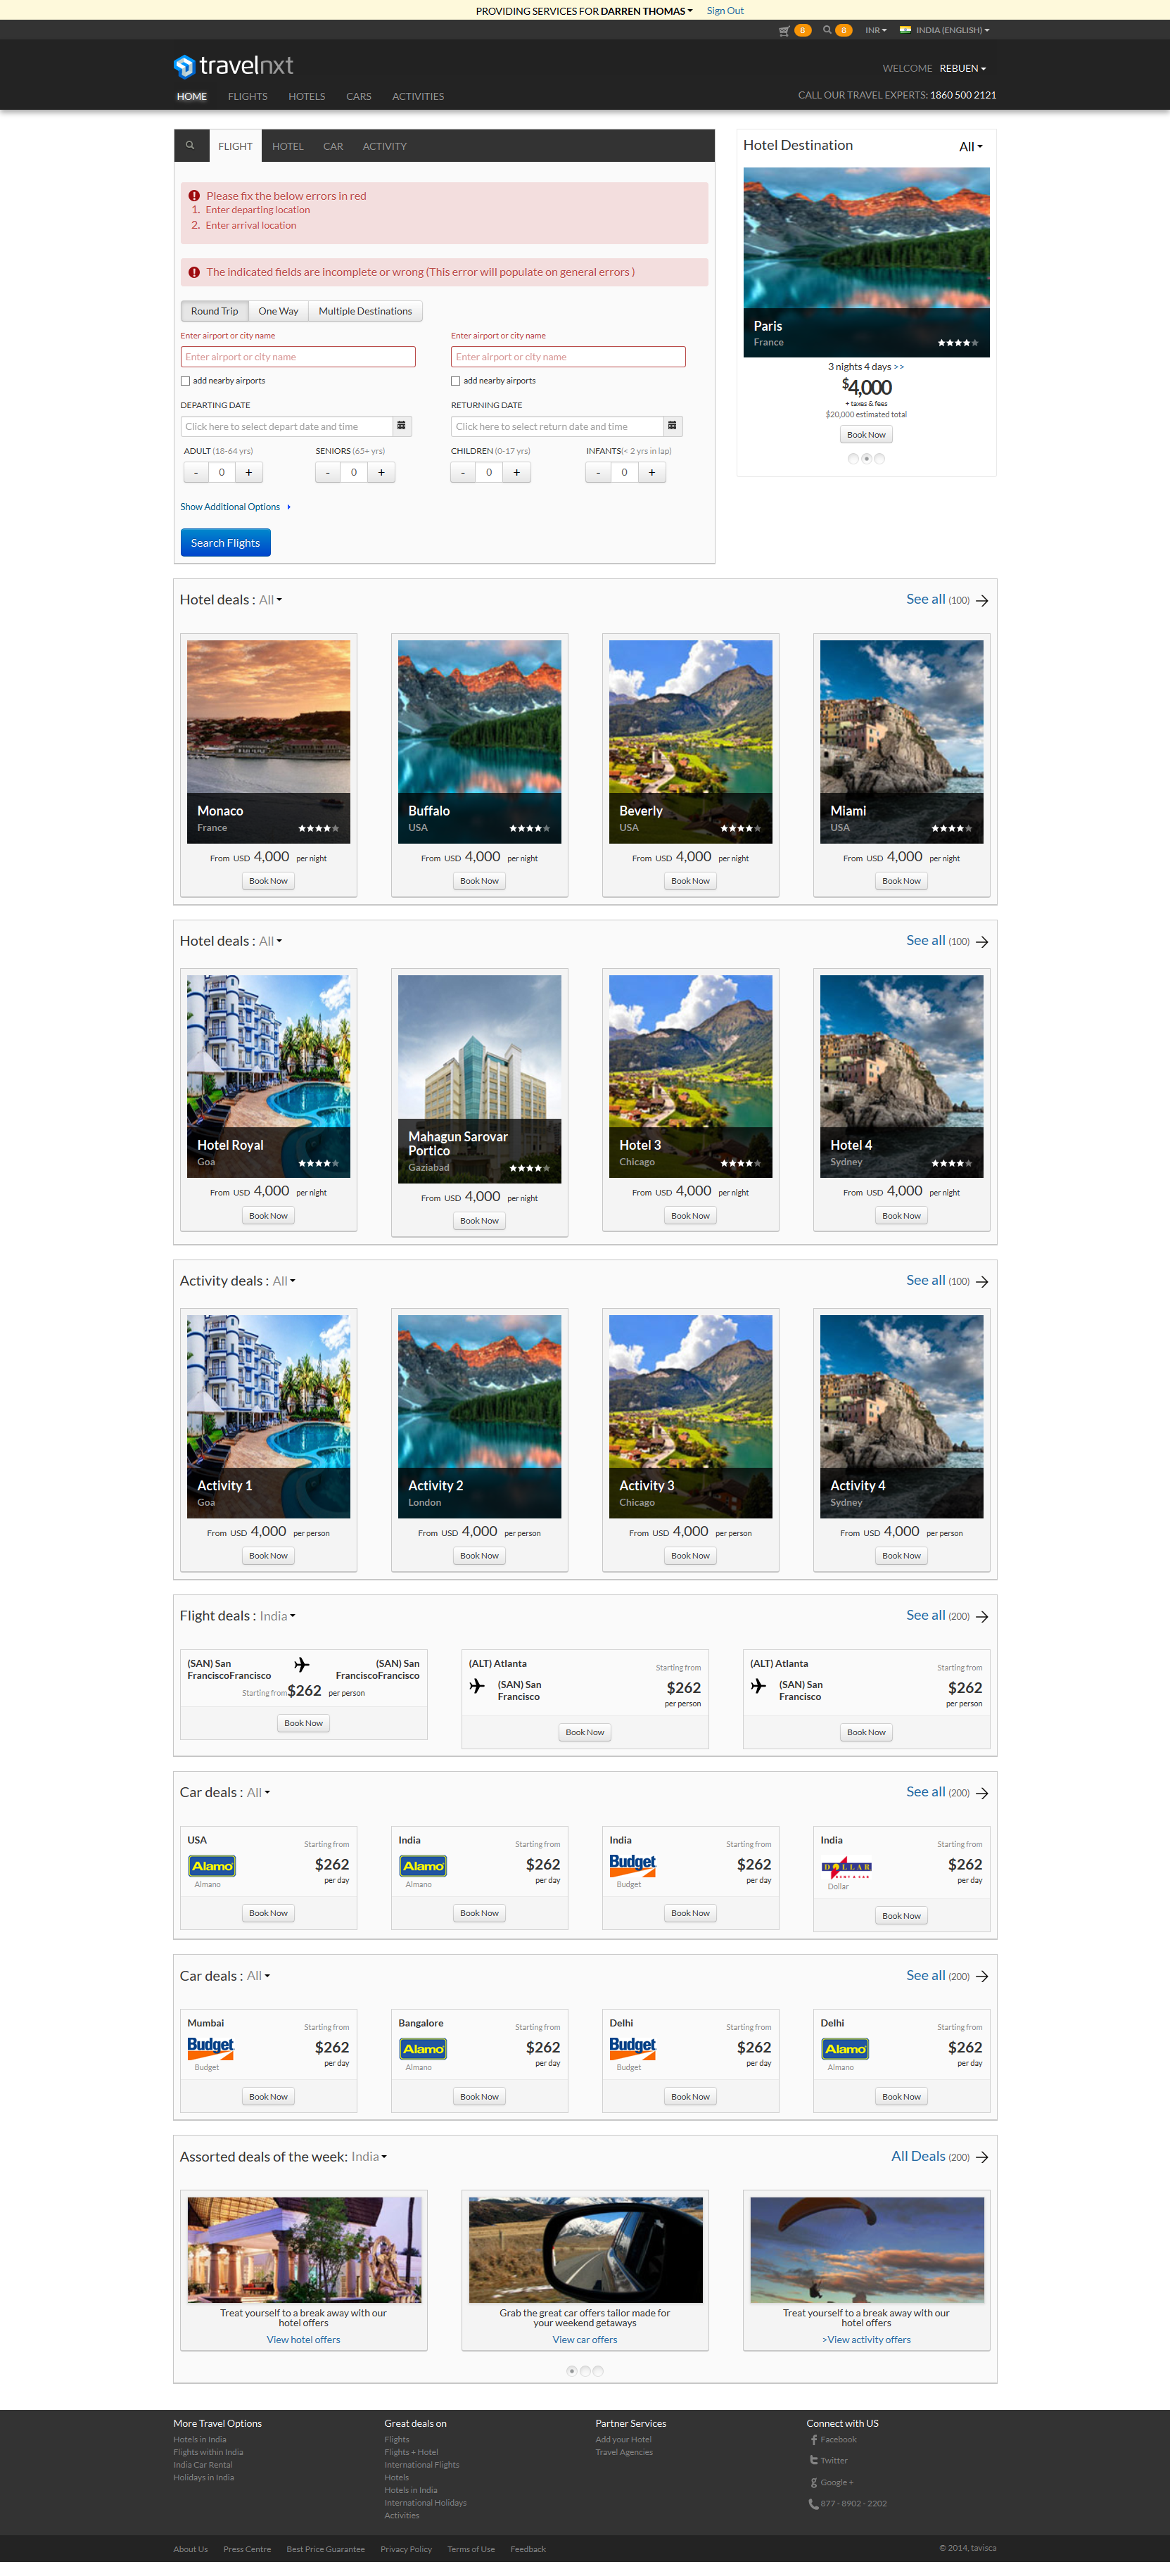 PROVIDING SERVICES FOR DARREN THOMAS Sign Out
8 8 INR INDIA (ENGLISH)
travelnxt
WELCOME REBUEN
HOME FLIGHTS HOTELS CARS ACTIVITIES
CALL OUR TRAVEL EXPERTS: 1860 500 2121
FLIGHT HOTEL CAR ACTIVITY
Please fix the below errors in red
1. Enter departing location
2. Enter arrival location
The indicated fields are incomplete or wrong (This error will populate on general errors )
Round Trip One Way Multiple Destinations
Enter airport or city name Enter airport or city name
Enter airport or city name Enter airport or city name
add nearby airports add nearby airports
DEPARTING DATE RETURNING DATE
Click here to select depart date and time Click here to select return date and time
ADULT (18-64 yrs) SENIORS (65+ yrs) CHILDREN (0-17 yrs) INFANTS(< 2 yrs in lap)
- 0 + - 0 + - 0 + - 0 +
Show Additional Options
Search Flights
Hotel Destination All
Paris
France
3 nights 4 days >>
$4,000
+ taxes & fees
$20,000 estimated total
Book Now
Hotel deals : All See all (100)
Monaco Buffalo Beverly Miami
France USA USA USA
From USD 4,000 per night From USD 4,000 per night From USD 4,000 per night From USD 4,000 per night
Book Now Book Now Book Now Book Now
Hotel deals : All See all (100)
Hotel Royal Mahagun Sarovar Portico Hotel 3 Hotel 4
Goa Gaziabad Chicago Sydney
From USD 4,000 per night From USD 4,000 per night From USD 4,000 per night From USD 4,000 per night
Book Now Book Now Book Now Book Now
Activity deals : All See all (100)
Activity 1 Activity 2 Activity 3 Activity 4
Goa London Chicago Sydney
From USD 4,000 per person From USD 4,000 per person From USD 4,000 per person From USD 4,000 per person
Book Now Book Now Book Now Book Now
Flight deals : India See all (200)
(SAN) San FranciscoFrancisco (SAN) San FranciscoFrancisco
Starting from$262 per person
Book Now
(ALT) Atlanta Starting from
(SAN) San Francisco $262
per person
Book Now
(ALT) Atlanta Starting from
(SAN) San Francisco $262
per person
Book Now
Car deals : All See all (200)
USA Starting from India Starting from India Starting from India Starting from
Alamo $262 Alamo $262 Budget $262 DOLLAR RENT A CAR $262
Almano per day Almano per day Budget per day Dollar per day
Book Now Book Now Book Now Book Now
Car deals : All See all (200)
Mumbai Starting from Bangalore Starting from Delhi Starting from Delhi Starting from
Budget $262 Alamo $262 Budget $262 Alamo $262
Budget per day Almano per day Budget per day Almano per day
Book Now Book Now Book Now Book Now
Assorted deals of the week: India All Deals (200)
Treat yourself to a break away with our
hotel offers
View hotel offers
Grab the great car offers tailor made for
your weekend getaways
View car offers
Treat yourself to a break away with our
hotel offers
>View activity offers
More Travel Options
Hotels in India
Flights within India
India Car Rental
Holidays in India
Great deals on
Flights
Flights + Hotel
International Flights
Hotels
Hotels in India
International Holidays
Activities
Partner Services
Add your Hotel
Travel Agencies
Connect with US
Facebook
Twitter
Google +
877 - 8902 - 2202
About Us Press Centre Best Price Guarantee Privacy Policy Terms of Use Feedback © 2014, tavisca